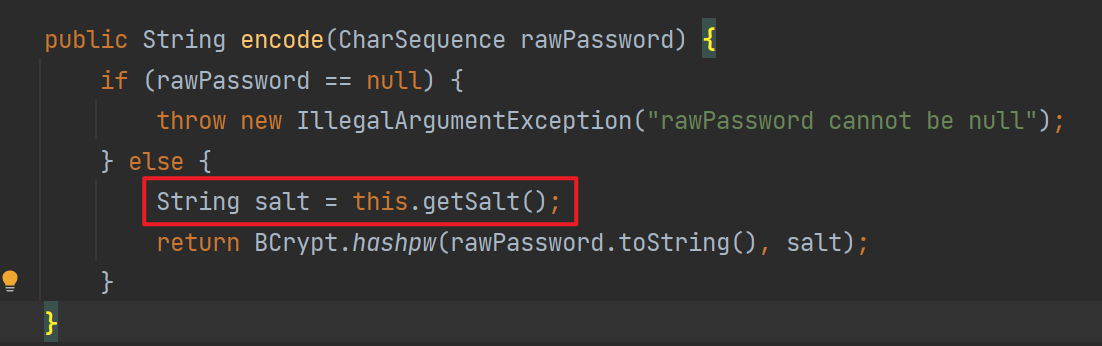 public String encode(CharSequence rawPassword) {
if (rawPassword == null) {
throw new IllegalArgumentException("rawPassword cannot be null");
} else {
String salt = this.getSalt();
return BCrypt.hashpw(rawPassword.toString(), salt);
}
}